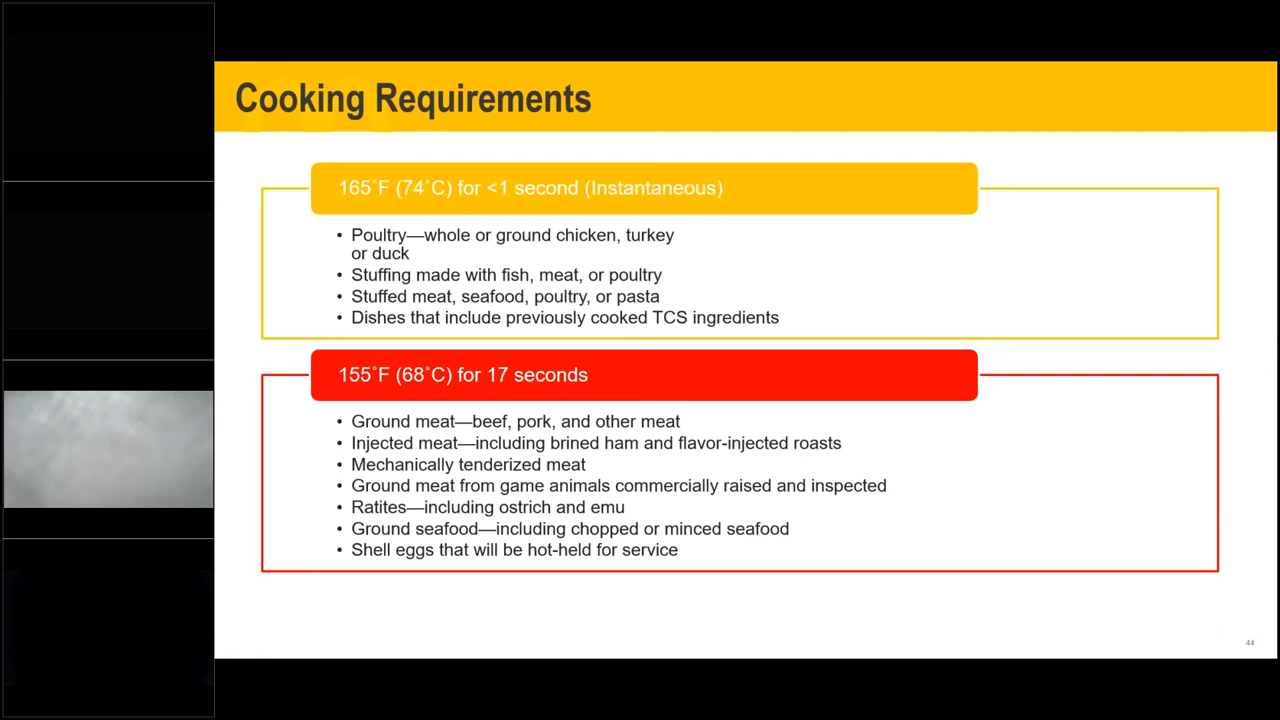 Cooking Requirements
165˚F (74˚C) for <1 second (Instantaneous)
• Poultry—whole or ground chicken, turkey
or duck
• Stuffing made with fish, meat, or poultry
• Stuffed meat, seafood, poultry, or pasta
• Dishes that include previously cooked TCS ingredients
155˚F (68˚C) for 17 seconds
• Ground meat—beef, pork, and other meat
• Injected meat—including brined ham and flavor-injected roasts
• Mechanically tenderized meat
• Ground meat from game animals commercially raised and inspected
• Ratites—including ostrich and emu
• Ground seafood—including chopped or minced seafood
• Shell eggs that will be hot-held for service
44